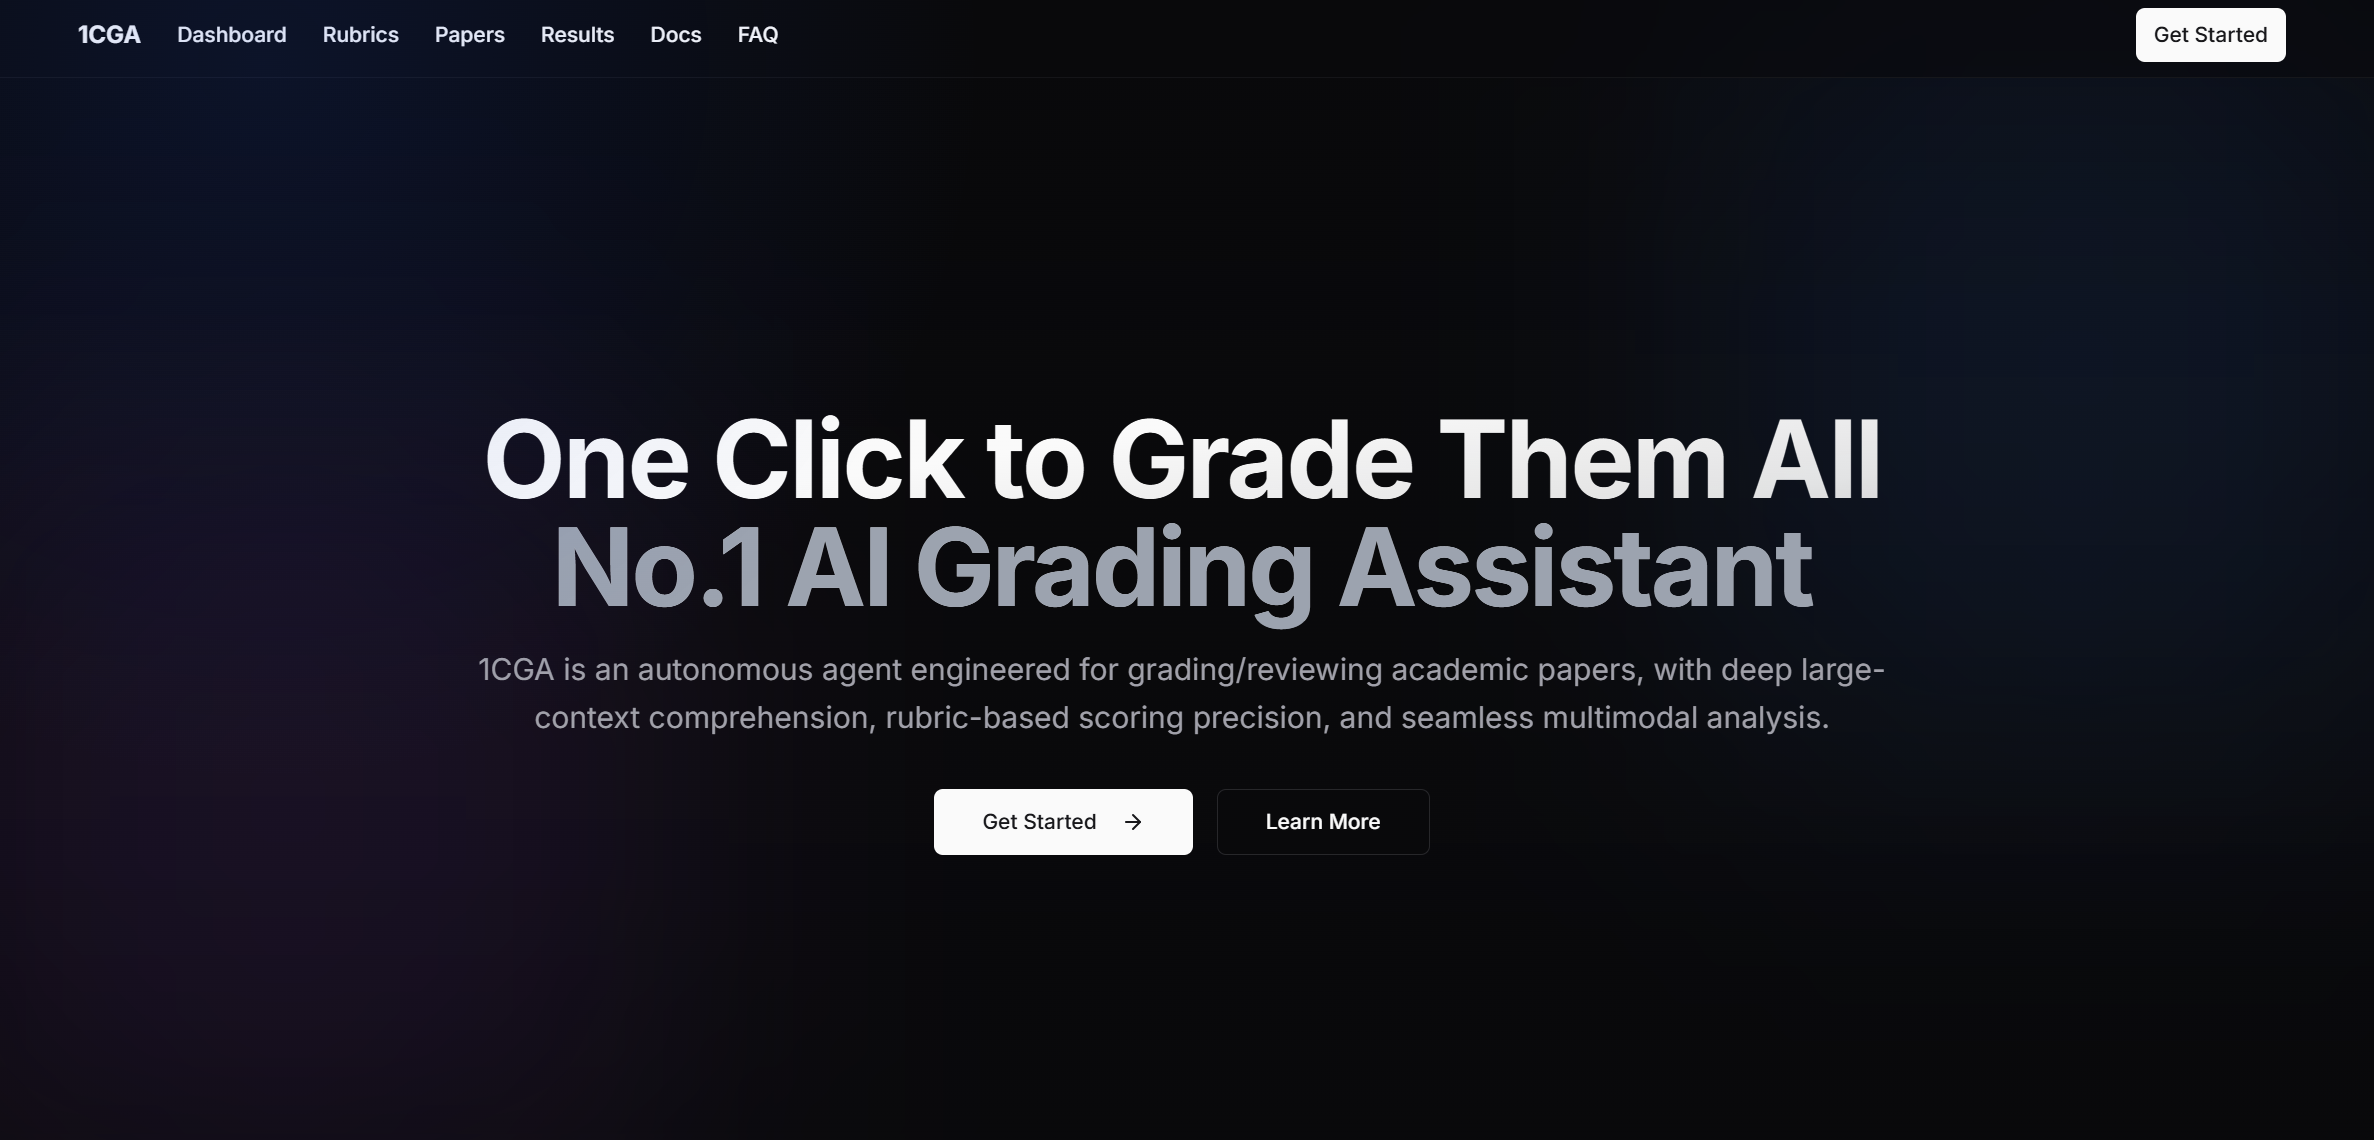 1CGA Dashboard Rubrics Papers Results Docs FAQ Get Started
One Click to Grade Them All
No.1 AI Grading Assistant
1CGA is an autonomous agent engineered for grading/reviewing academic papers, with deep large-
context comprehension, rubric-based scoring precision, and seamless multimodal analysis.
Get Started → Learn More